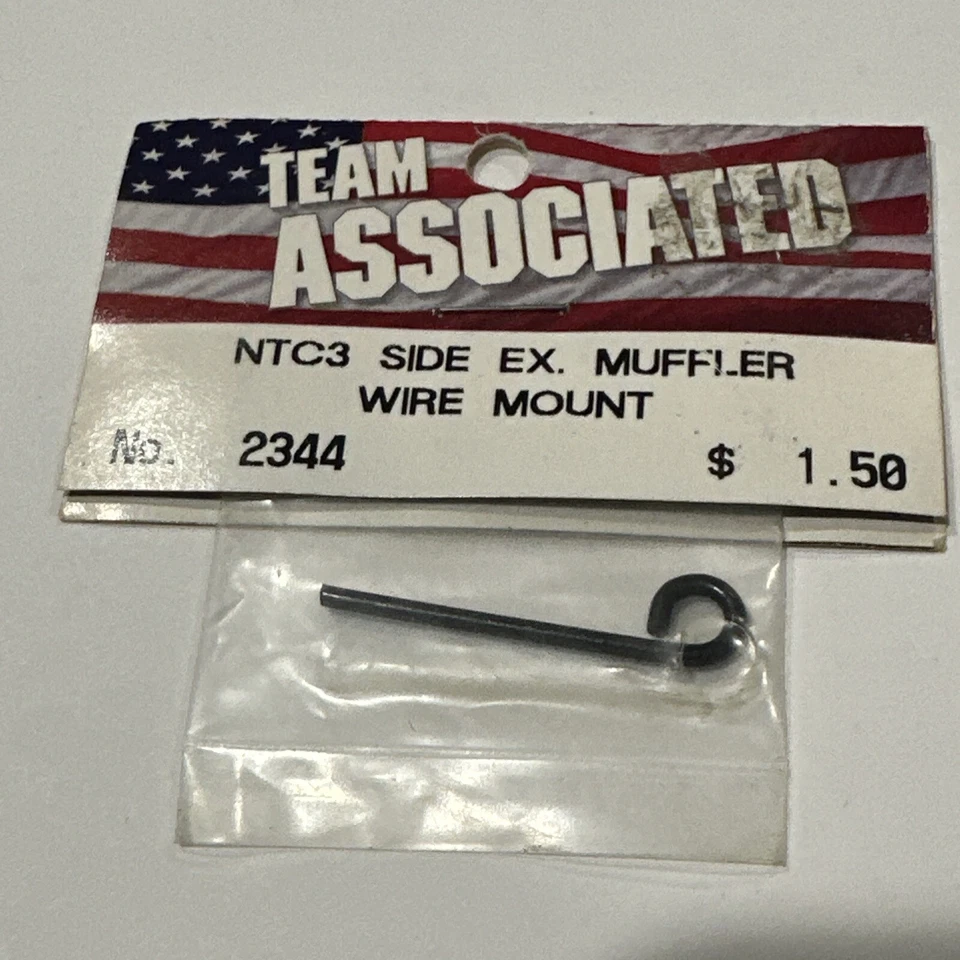 TEAM
ASSOCIATED
NTC3 SIDE EX. MUFFLER
WIRE MOUNT
No. 2344 $ 1.50